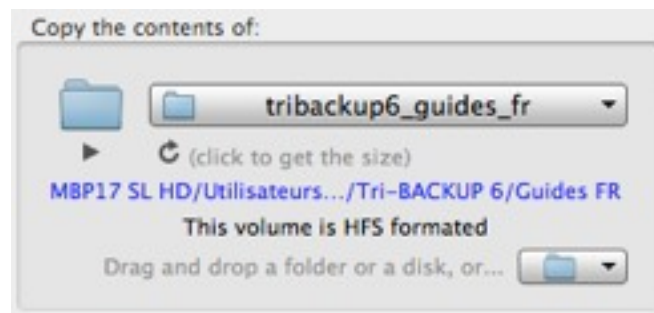 Copy the contents of:
tribackup6_guides_fr
(click to get the size)
MBP17 SL HD/Utilisateurs.../Tri-BACKUP 6/Guides FR
This volume is HFS formated
Drag and drop a folder or a disk, or...